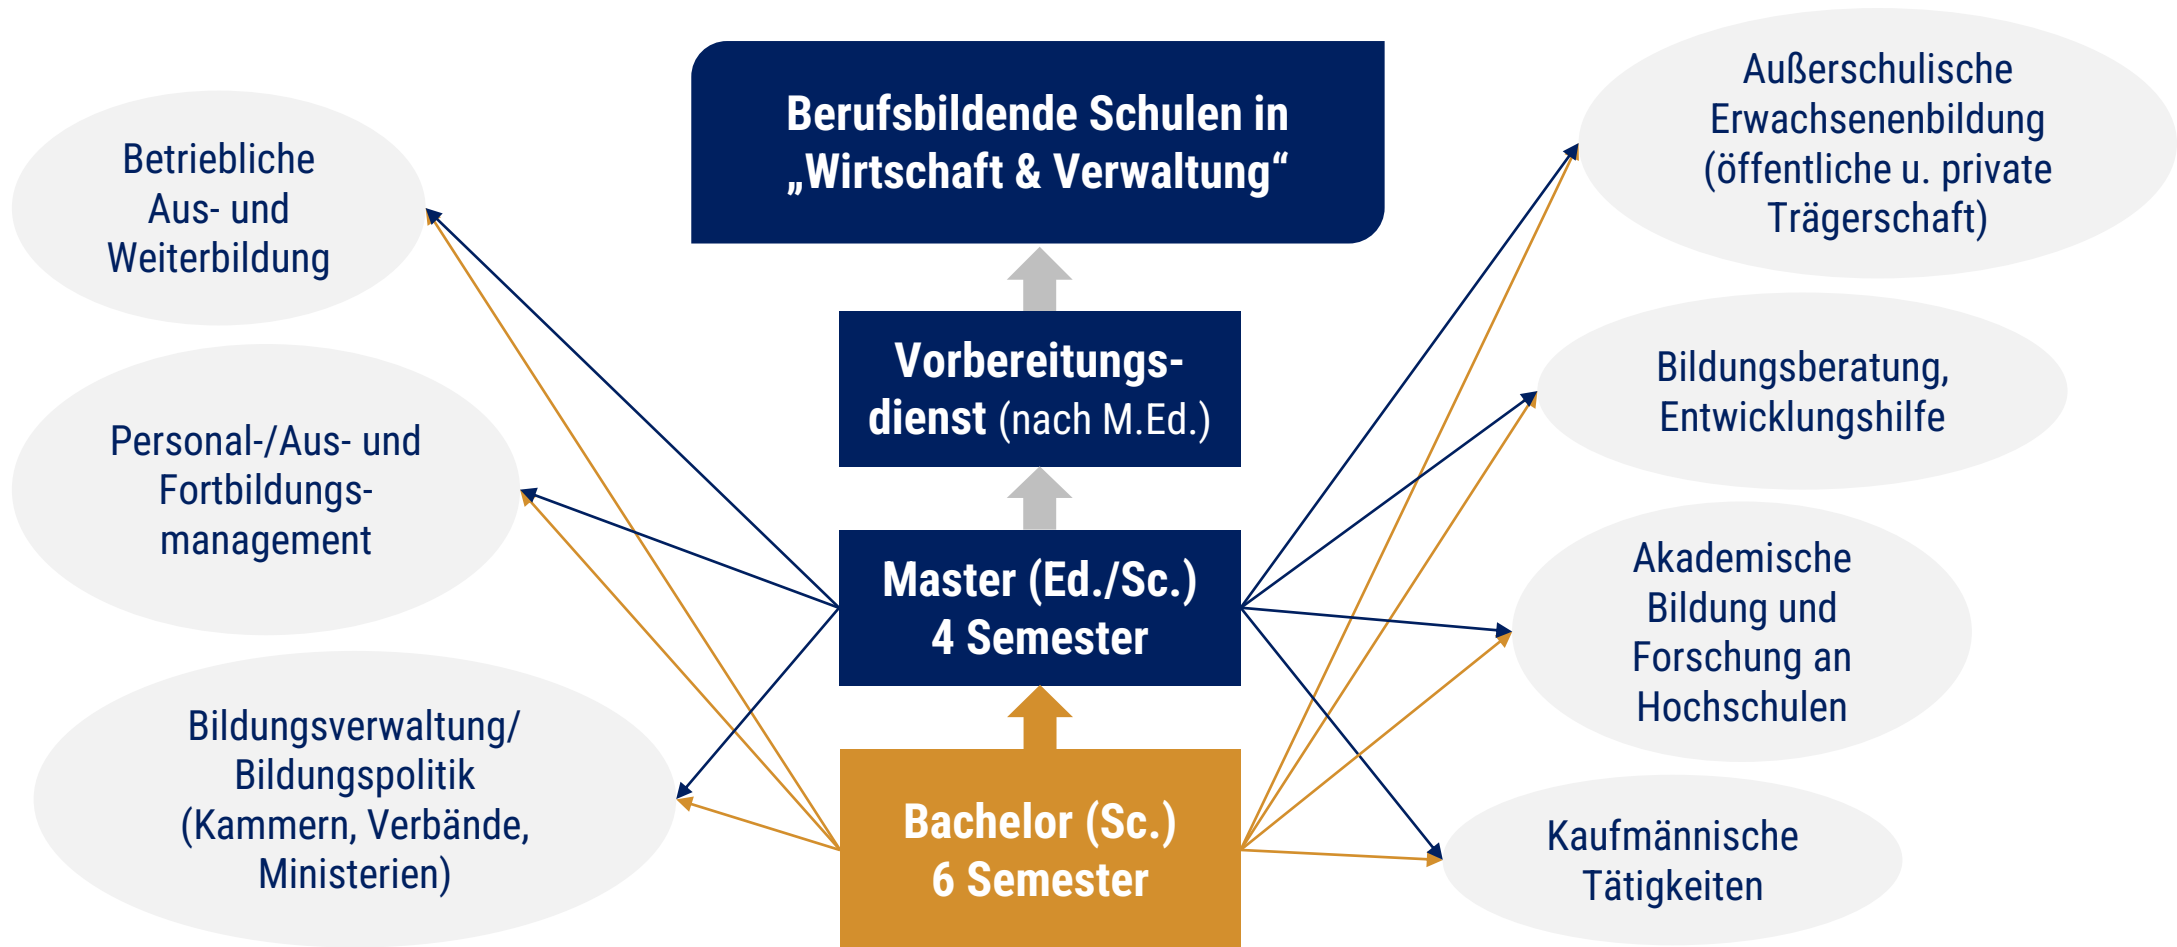 Berufsbildende Schulen in
„Wirtschaft & Verwaltung“
Vorbereitungs-
dienst (nach M.Ed.)
Master (Ed./Sc.)
4 Semester
Bachelor (Sc.)
6 Semester
Betriebliche
Aus- und
Weiterbildung
Personal-/Aus- und
Fortbildungs-
management
Bildungsverwaltung/
Bildungspolitik
(Kammern, Verbände,
Ministerien)
Außerschulische
Erwachsenenbildung
(öffentliche u. private
Trägerschaft)
Bildungsberatung,
Entwicklungshilfe
Akademische
Bildung und
Forschung an
Hochschulen
Kaufmännische
Tätigkeiten